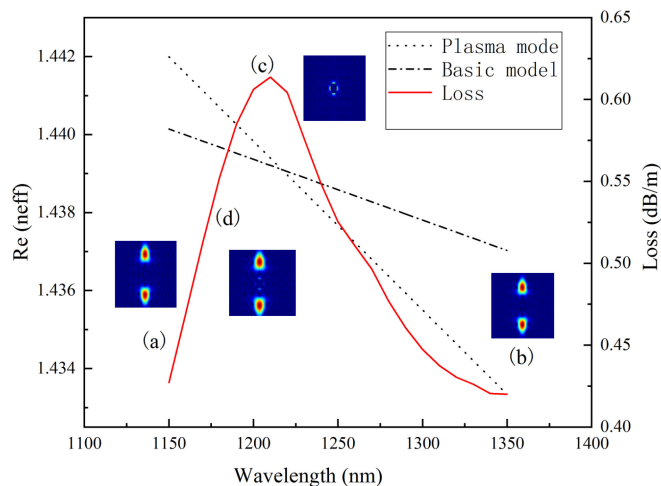 1.442
1.440
1.438
1.436
1.434
Re (neff)
0.65
0.60
0.55
0.50
0.45
0.40
Loss (dB/m)
Plasma mode
Basic model
Loss
(c)
(d)
(a)
(b)
1100 1150 1200 1250 1300 1350 1400
Wavelength (nm)